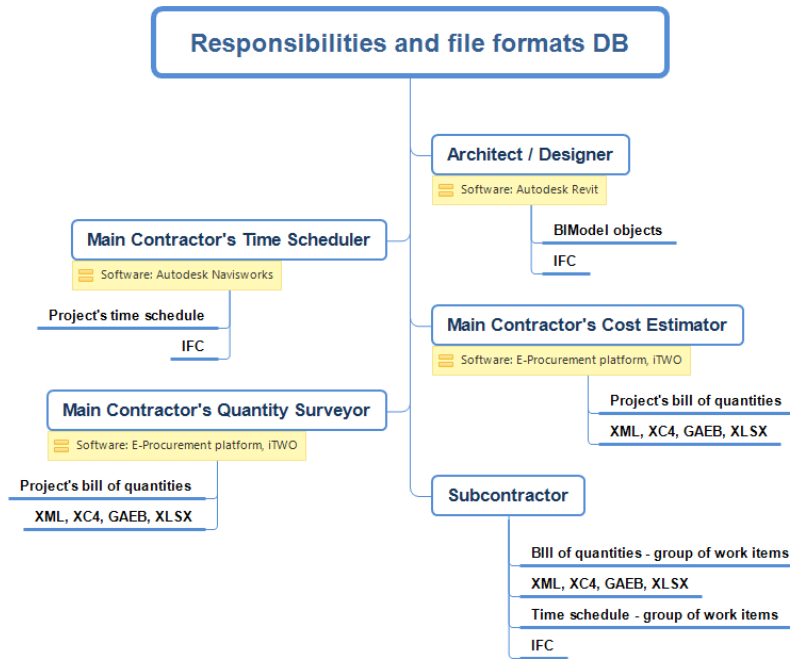 Responsibilities and file formats DB
Architect / Designer
Software: Autodesk Revit
BIModel objects
IFC
Main Contractor's Time Scheduler
Software: Autodesk Navisworks
Project's time schedule
IFC
Main Contractor's Cost Estimator
Software: E-Procurement platform, iTWO
Project's bill of quantities
XML, XC4, GAEB, XLSX
Main Contractor's Quantity Surveyor
Software: E-Procurement platform, iTWO
Project's bill of quantities
XML, XC4, GAEB, XLSX
Subcontractor
BIll of quantities - group of work items
XML, XC4, GAEB, XLSX
Time schedule - group of work items
IFC